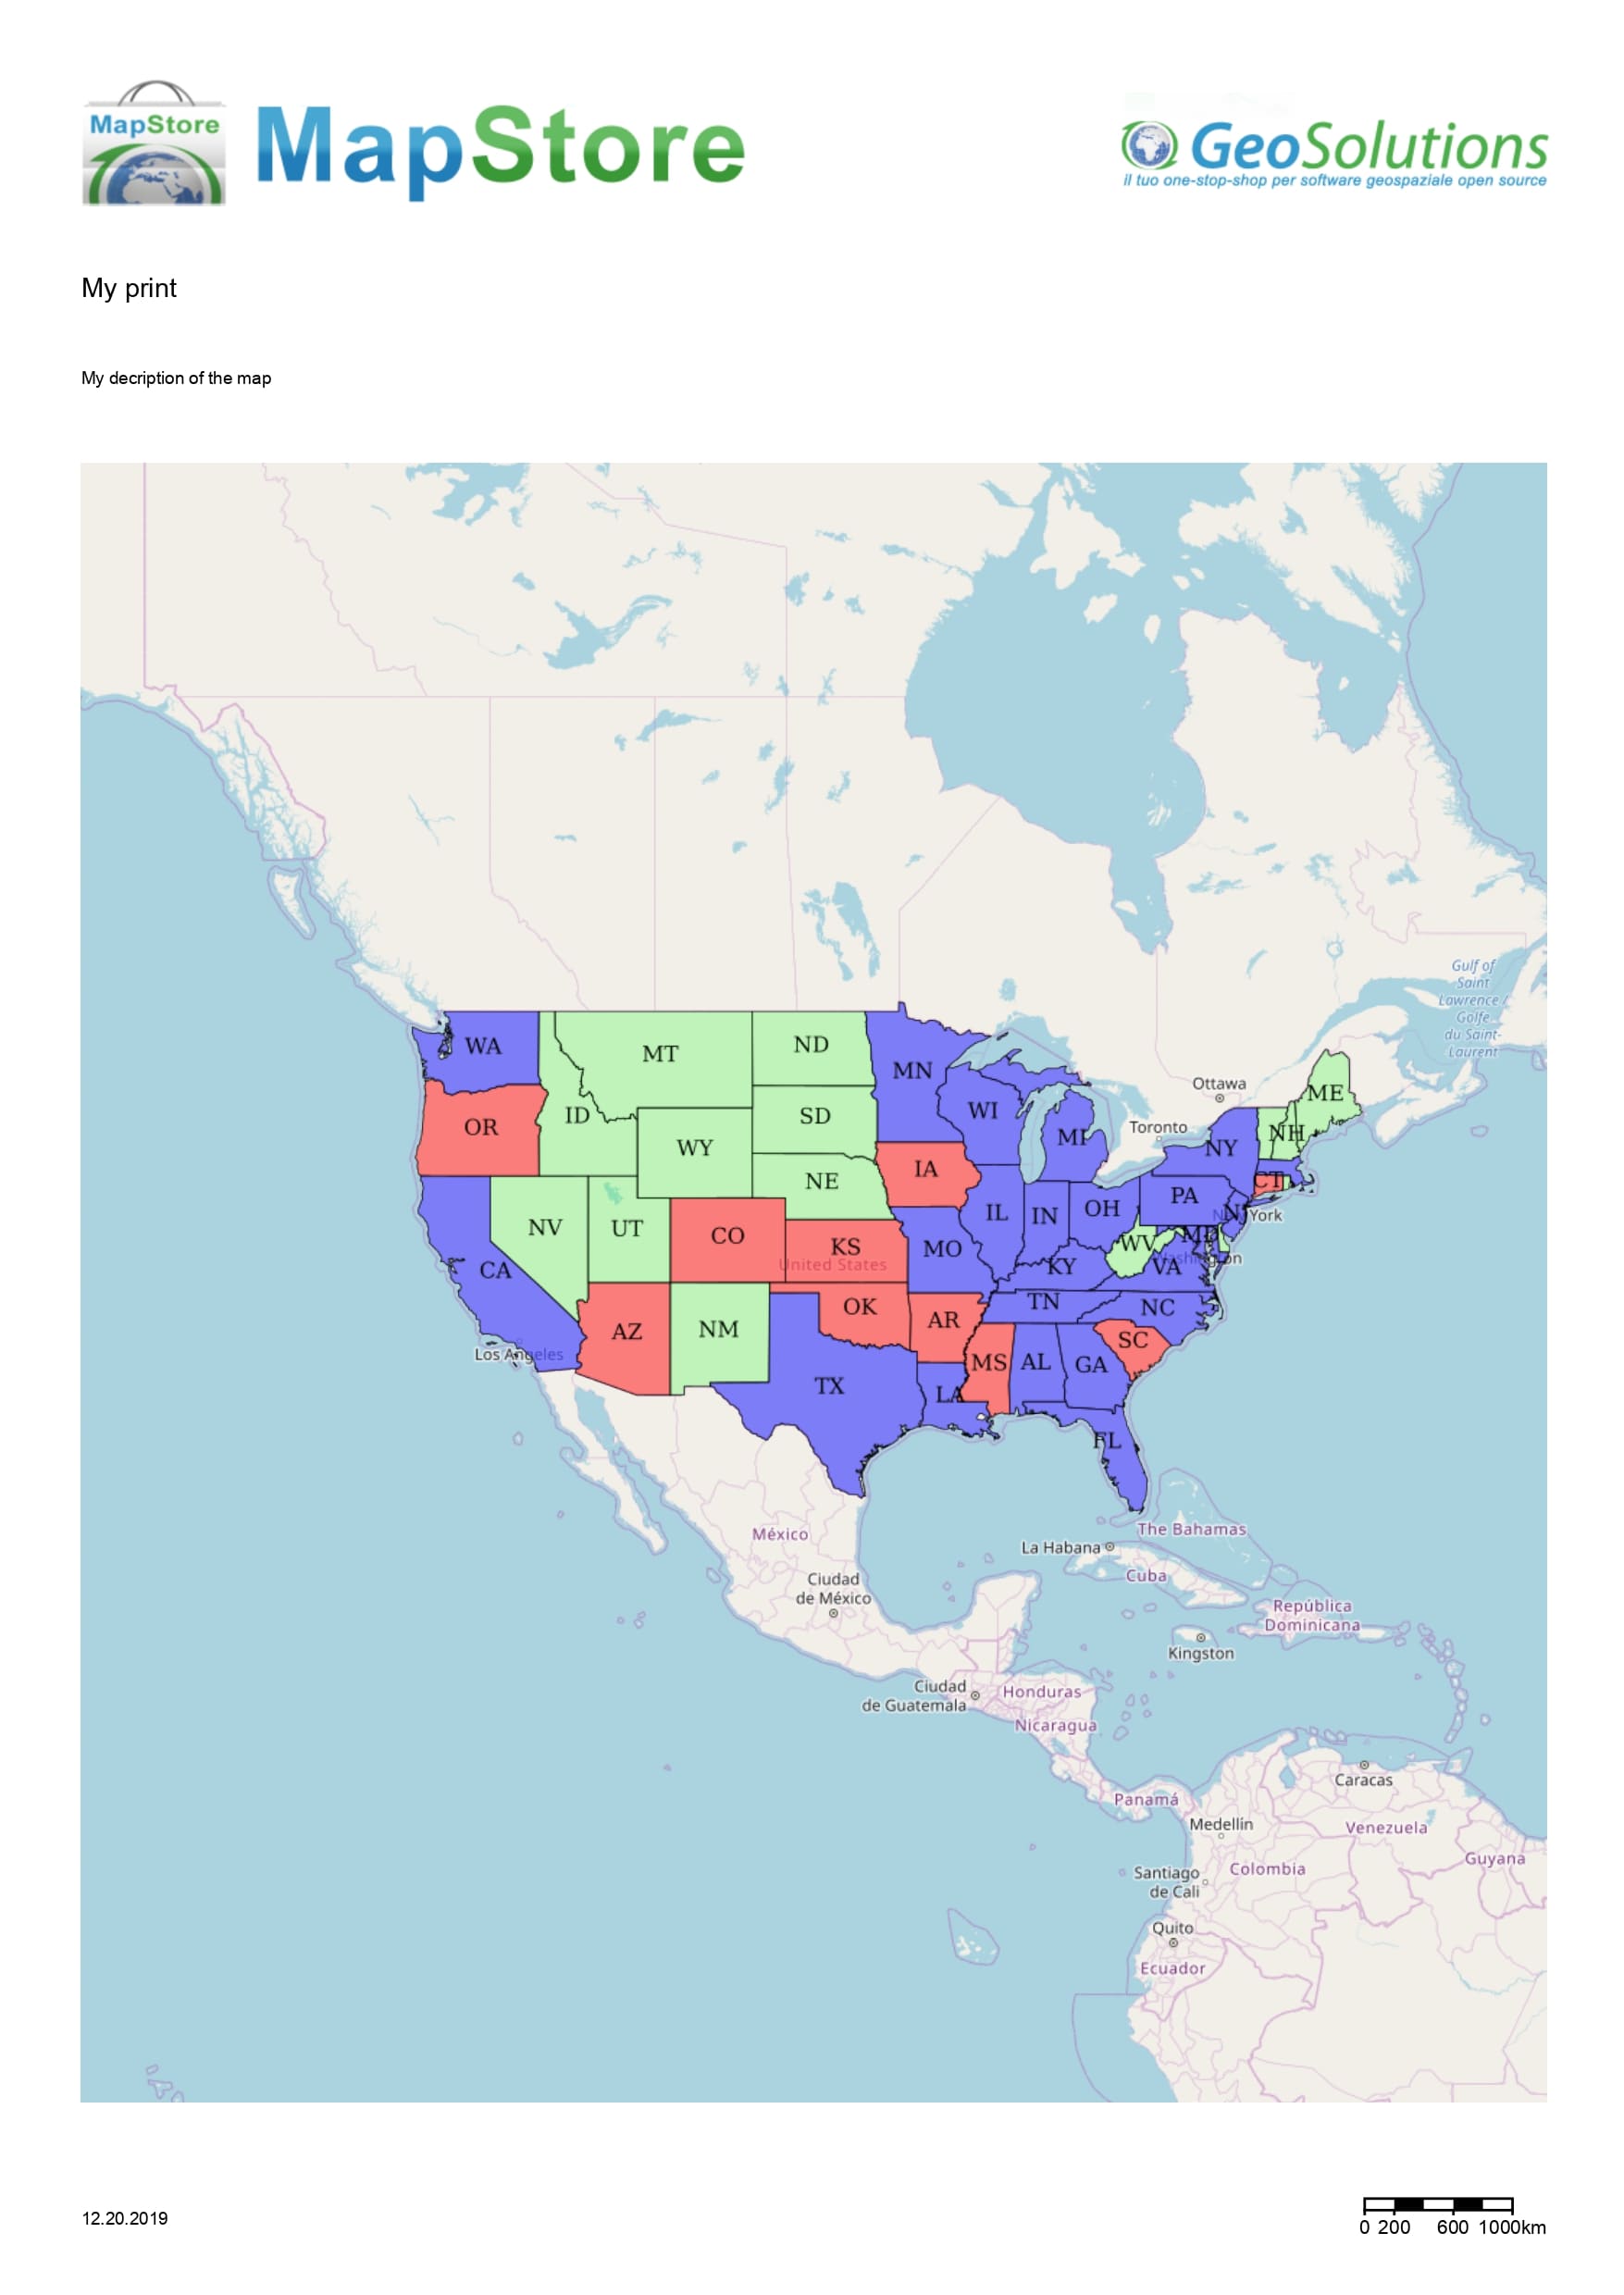 MapStore
MapStore
GeoSolutions
il tuo one-stop-shop per software geospaziale open source
My print
My decription of the map
Gulf of
Saint
Lawrence /
Golfe
du Saint-
Laurent
WA
MT
ND
MN
OR
ID
SD
WI
MI
WY
IA
NE
NV
UT
CO
KS
United States
MO
IL
IN
OH
PA
NY
NH
ME
CT
Ottawa
Toronto
York
MD
WV
VA
Washington
KY
CA
Los Angeles
AZ
NM
OK
AR
TN
NC
SC
MS
AL
GA
TX
LA
FL
México
Ciudad
de México
The Bahamas
La Habana
Cuba
República
Dominicana
Kingston
Ciudad
de Guatemala
Honduras
Nicaragua
Caracas
Panamá
Medellín
Venezuela
Guyana
Santiago
de Cali
Colombia
Quito
Ecuador
12.20.2019
0 200 600 1000km